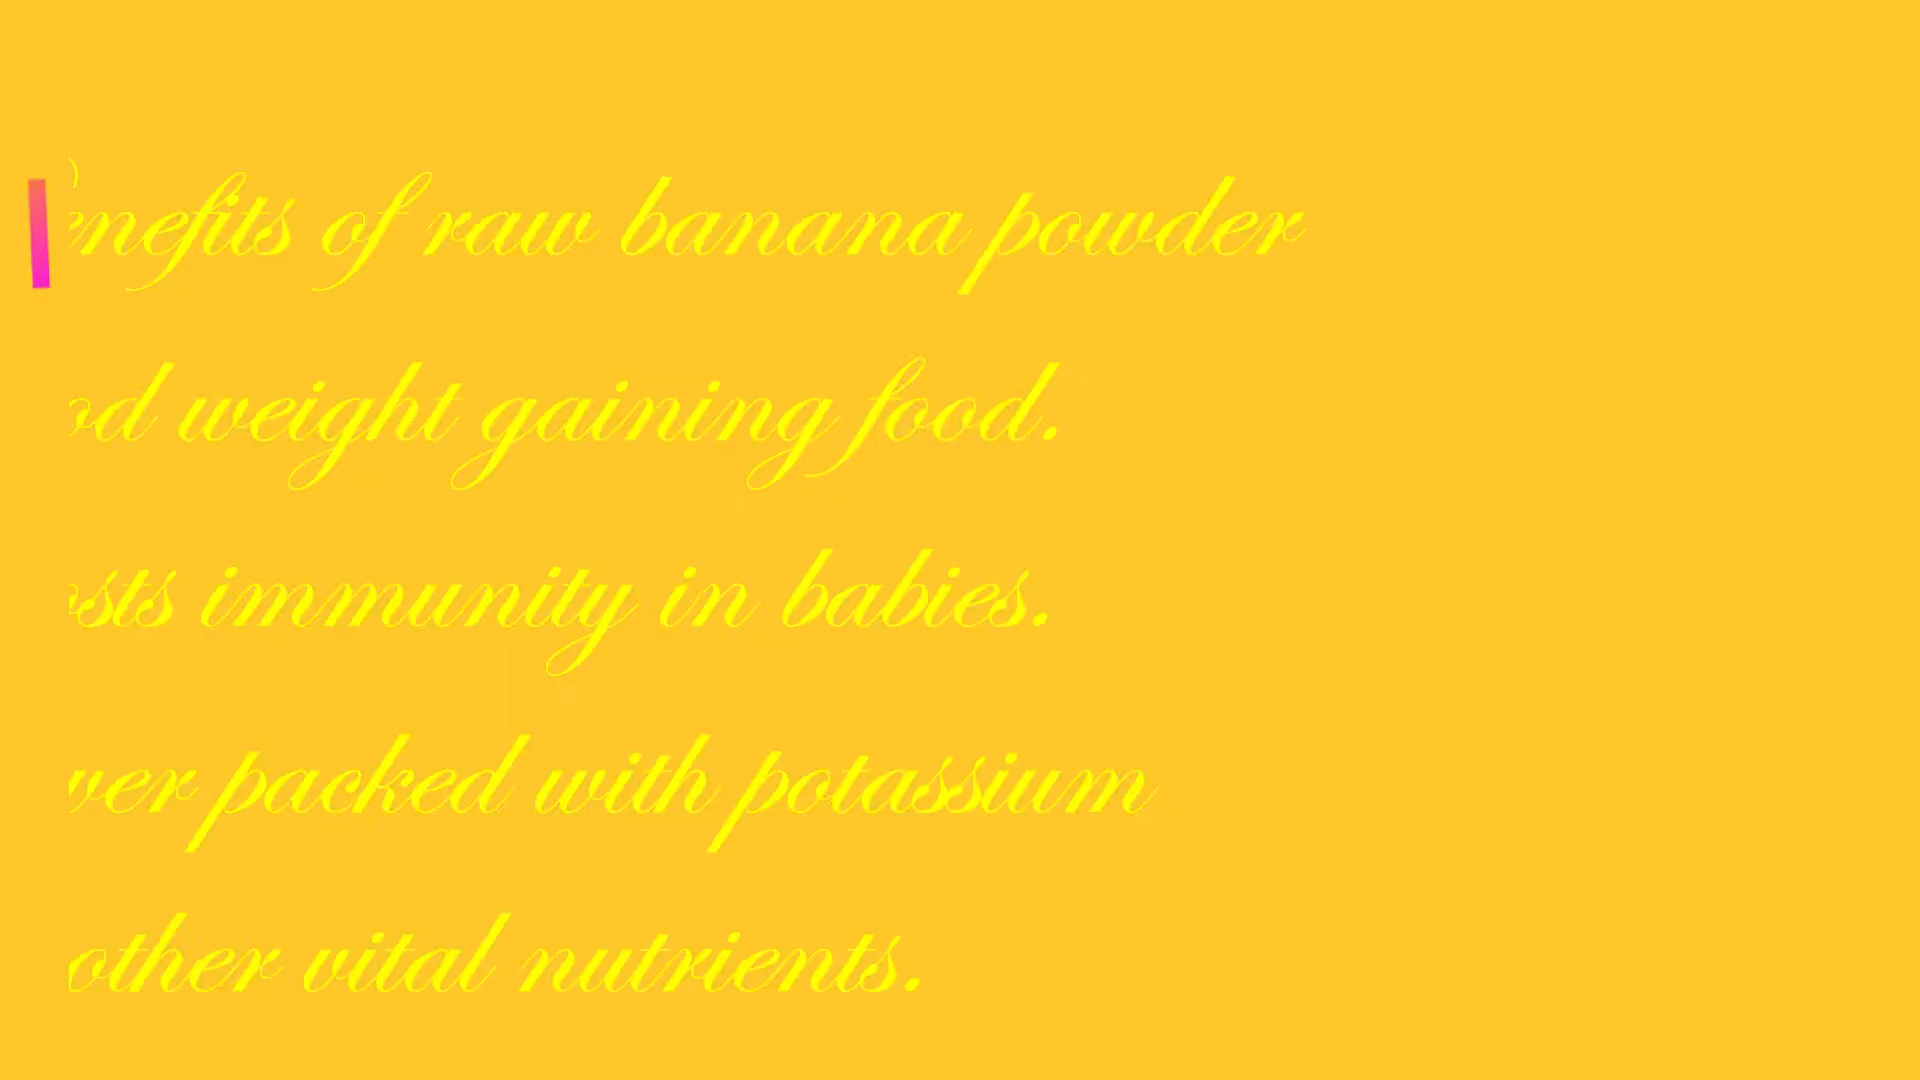 enefits of raw banana powder
od weight gaining food.
sts immunity in babies.
wer packed with potassium
other vital nutrients.